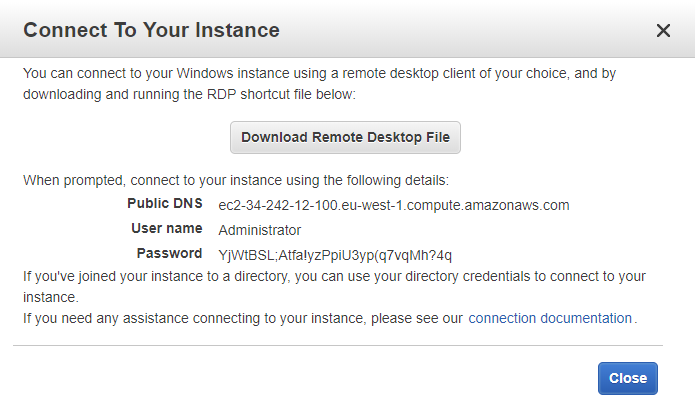 Connect To Your Instance
You can connect to your Windows instance using a remote desktop client of your choice, and by
downloading and running the RDP shortcut file below:
Download Remote Desktop File
When prompted, connect to your instance using the following details:
Public DNS ec2-34-242-12-100.eu-west-1.compute.amazonaws.com
User name Administrator
Password YjWtBSL;Atfa!yzPpiU3yp(q7vqMh?4q
If you've joined your instance to a directory, you can use your directory credentials to connect to your
instance.
If you need any assistance connecting to your instance, please see our connection documentation.
Close